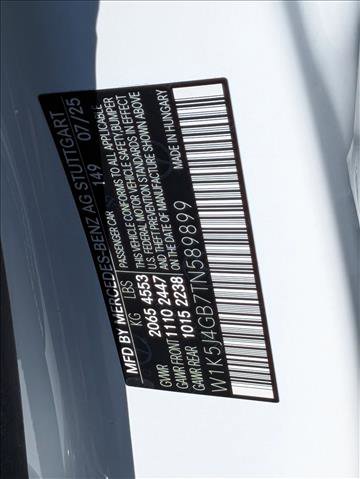 MFD BY MERCEDES-BENZ AG STUTTGART
PASSENGER CAR 149 07/25
KG LBS
GVWR 2065 4553
GAWR FRONT 1110 2447
GAWR REAR 1015 2238
THIS CAR CONFORMS TO ALL APPLICABLE
FEDERAL MOTOR VEHICLE SAFETY/BUMPER
U.S. FEDERAL STANDARDS IN EFFECT
AND THEFT PREVENTION
ON THE DATE OF MANUFACTURE SHOWN ABOVE
MADE IN HUNGARY
W1K5J4GB7TN589899